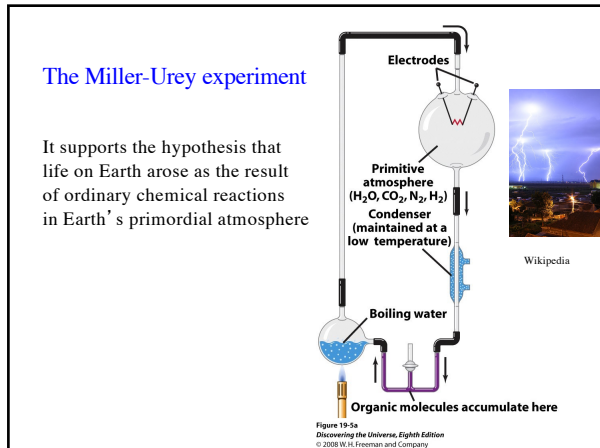 The Miller-Urey experiment
It supports the hypothesis that
life on Earth arose as the result
of ordinary chemical reactions
in Earth's primordial atmosphere
Electrodes
Primitive
atmosphere
(H₂O, CO₂, N₂, H₂)
Condenser
(maintained at a
low temperature)
Boiling water
Organic molecules accumulate here
Wikipedia
Figure 19-5a
Discovering the Universe, Eighth Edition
© 2008 W. H. Freeman and Company